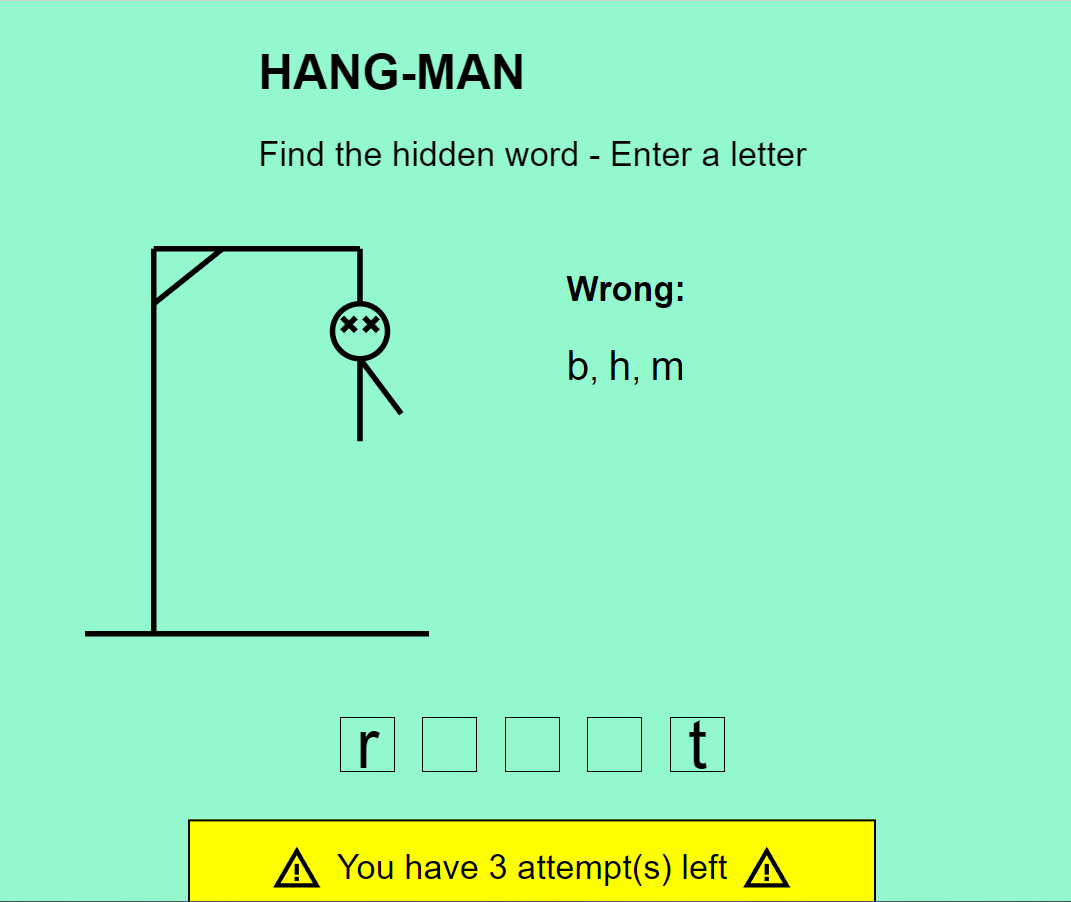 HANG-MAN
Find the hidden word - Enter a letter
Wrong:
b, h, m
r t
You have 3 attempt(s) left